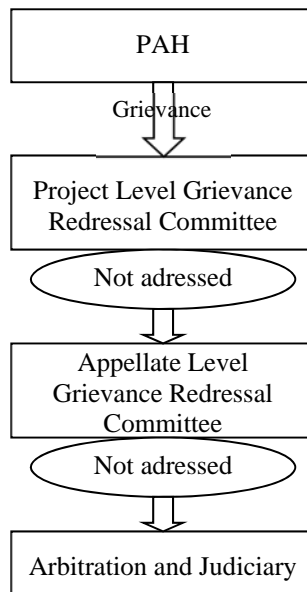 PAH
Grievance
Project Level Grievance
Redressal Committee
Not adressed
Appellate Level
Grievance Redressal
Committee
Not adressed
Arbitration and Judiciary